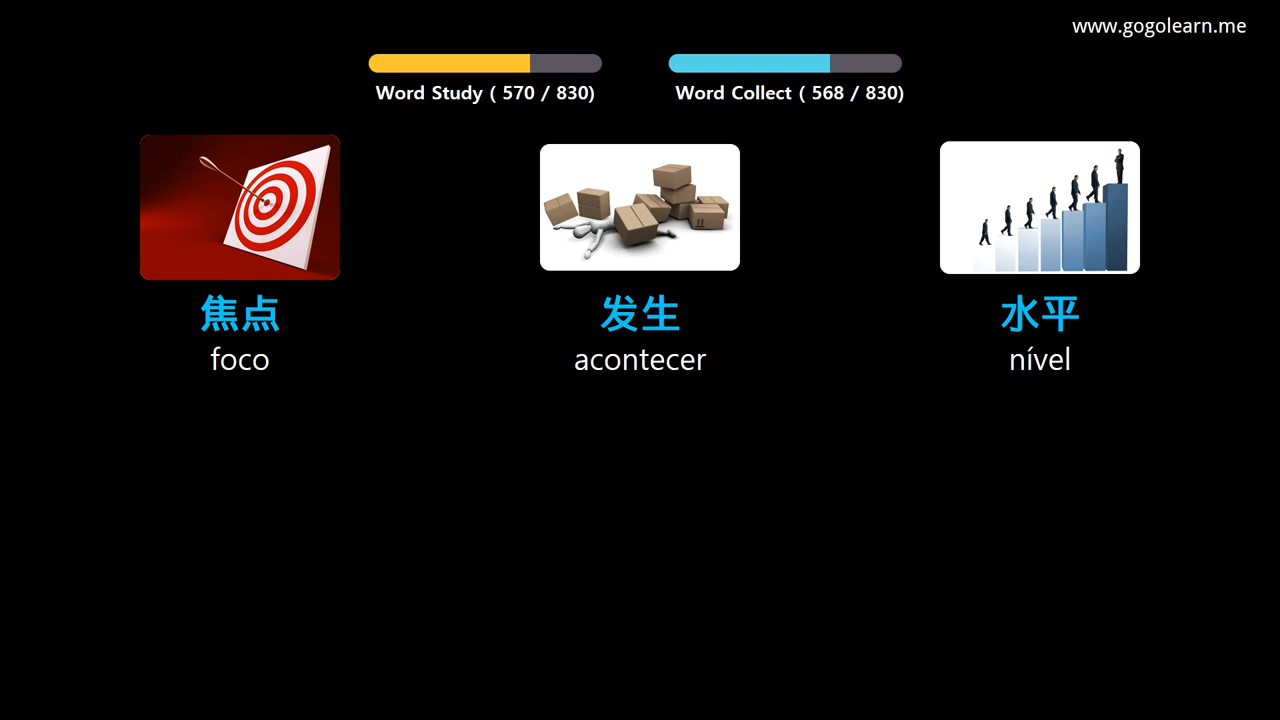 www.gogolearn.me
Word Study ( 570 / 830)
Word Collect ( 568 / 830)
焦点
foco
发生
acontecer
水平
nível